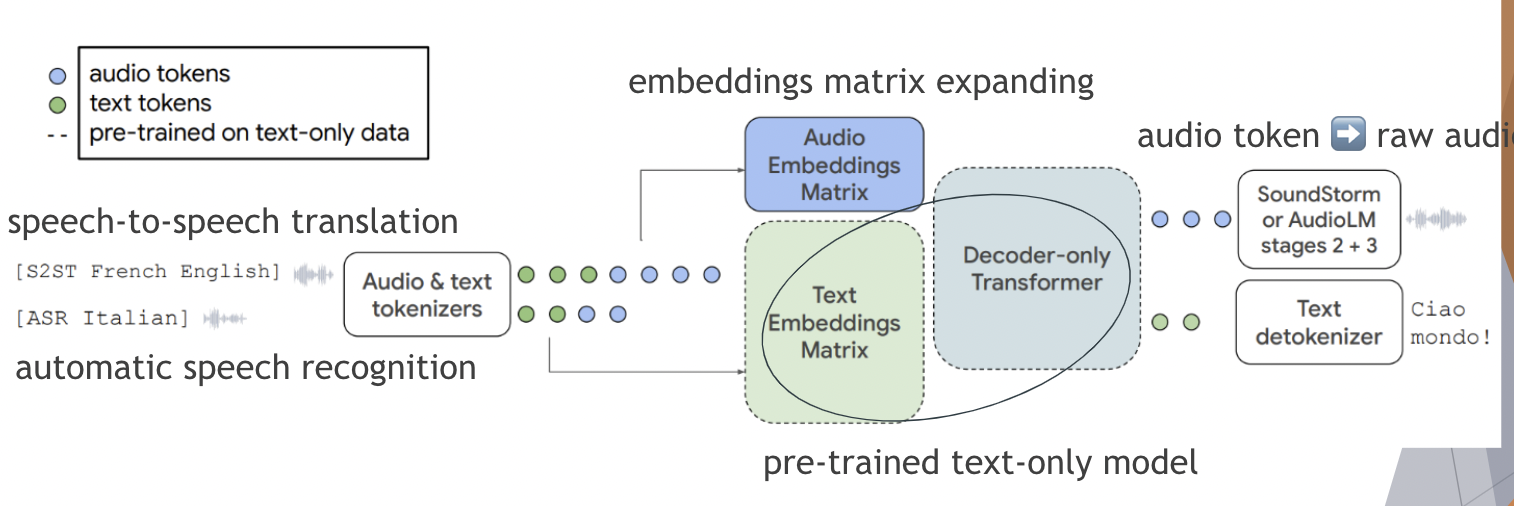 audio tokens
text tokens
-- pre-trained on text-only data
embeddings matrix expanding
audio token ➡ raw audio
speech-to-speech translation
[S2ST French English]
[ASR Italian]
automatic speech recognition
Audio & text
tokenizers
Audio
Embeddings
Matrix
Text
Embeddings
Matrix
Decoder-only
Transformer
SoundStorm
or AudioLM
stages 2 + 3
Text
detokenizer
Ciao
mondo!
pre-trained text-only model